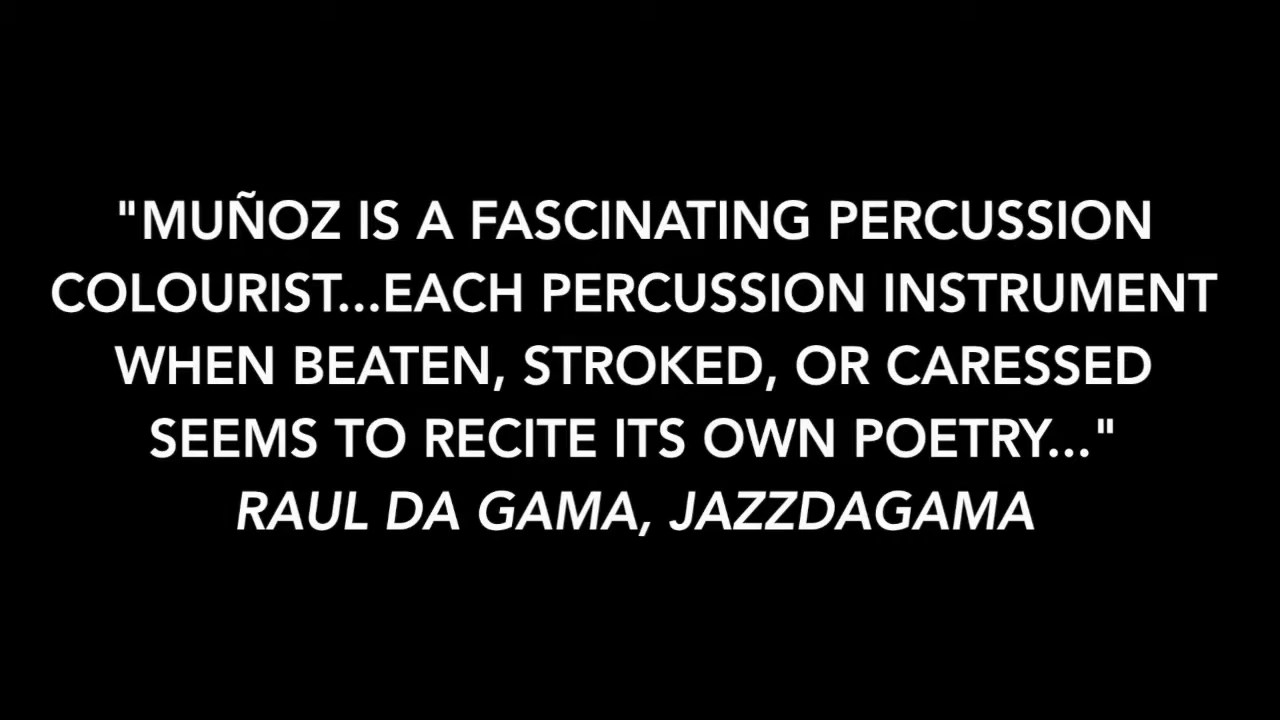 "MUÑOZ IS A FASCINATING PERCUSSION
COLOURIST...EACH PERCUSSION INSTRUMENT
WHEN BEATEN, STROKED, OR CARESSED
SEEMS TO RECITE ITS OWN POETRY..."
RAUL DA GAMA, JAZZDAGAMA